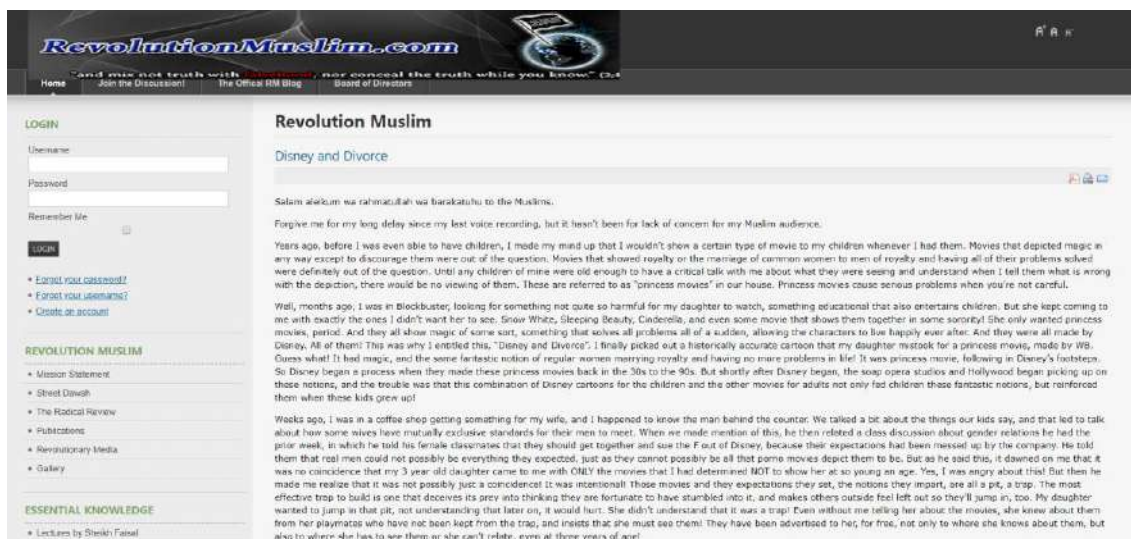 RevolutionMuslim.com
"and mix not truth with falsehood, nor conceal the truth while you know." (2:4
A A A
Home Join the Discussion! The Offical RM Blog Board of Directors
LOGIN
Username
Password
Remember Me
LOGIN
Forgot your password?
Forgot your username?
Create an account
REVOLUTION MUSLIM
Mission Statement
Street Dawah
The Radical Review
Publications
Revolutionary Media
Gallery
ESSENTIAL KNOWLEDGE
Lectures by Sheikh Faisal
Revolution Muslim
Disney and Divorce
Salam aleikum wa rahmatullah wa barakatuhu to the Muslims.
Forgive me for my long delay since my last voice recording, but it hasn't been for lack of concern for my Muslim audience.
Years ago, before I was even able to have children, I made my mind up that I wouldn't show a certain type of movie to my children whenever I had them. Movies that depicted magic in
any way except to discourage them were out of the question. Movies that showed royalty or the marriage of common women to men of royalty and having all of their problems solved
were definitely out of the question. Until any children of mine were old enough to have a critical talk with me about what they were seeing and understand when I tell them what is wrong
with the depiction, there would be no viewing of them. These are referred to as "princess movies" in our house. Princess movies cause serious problems when you're not careful.
Well, months ago, I was in Blockbuster, looking for something not quite so harmful for my daughter to watch, something educational that also entertains children. But she kept coming to
me with exactly the ones I didn't want her to see. Snow White, Sleeping Beauty, Cinderella, and even some movie that shows them together in some sorority! She only wanted princess
movies, period. And they all show magic of some sort, something that solves all problems all of a sudden, allowing the characters to live happily ever after. And they were all made by
Disney. All of them! This was why I entitled this, "Disney and Divorce". I finally picked out a historically accurate cartoon that my daughter mistook for a princess movie, made by WB.
Guess what! It had magic, and the same fantastic notion of regular women marrying royalty and having no more problems in life! It was princess movie, following in Disney's footsteps.
So Disney began a process when they made these princess movies back in the 30s to the 90s. But shortly after Disney began, the soap opera studios and Hollywood began picking up on
these notions, and the trouble was that this combination of Disney cartoons for the children and the other movies for adults not only fed children these fantastic notions, but reinforced
them when these kids grew up!
Weeks ago, I was in a coffee shop getting something for my wife, and I happened to know the man behind the counter. We talked a bit about the things our kids say, and that led to talk
about how some wives have mutually exclusive standards for their men to meet. When we made mention of this, he then related a class discussion about gender relations he had the
prior week, in which he told his female classmates that they should get together and sue the F out of Disney, because their expectations had been messed up by the company. He told
them that real men could not possibly be everything they expected, just as they cannot possibly be all that porno movies depict them to be. But as he said this, it dawned on me that it
was no coincidence that my 3 year old daughter came to me with ONLY the movies that I had determined NOT to show her at so young an age. Yes, I was angry about this! But then he
made me realize that it was not possibly just a coincidence! It was intentional! Those movies and they expectations they set, the notions they impart, are all a pit, a trap. The most
effective trap to build is one that deceives its prey into thinking they are fortunate to have stumbled into it, and makes others outside feel left out so they'll jump in, too. My daughter
wanted to jump in that pit, not understanding that later on, it would hurt. She didn't understand that it was a trap! Even without me telling her about the movies, she knew about them
from her playmates who have not been kept from the trap, and insists that she must see them! They have been advertised to her, for free, not only to where she knows about them, but
also to where she has to see them or she can't relate, even at three years of age!